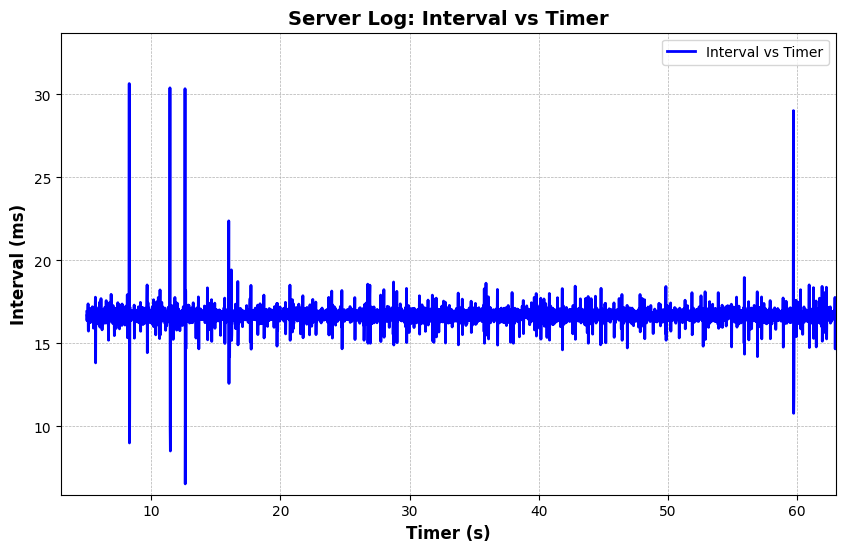 Server Log: Interval vs Timer
Interval vs Timer
30
25
20
15
10
Interval (ms)
10 20 30 40 50 60
Timer (s)